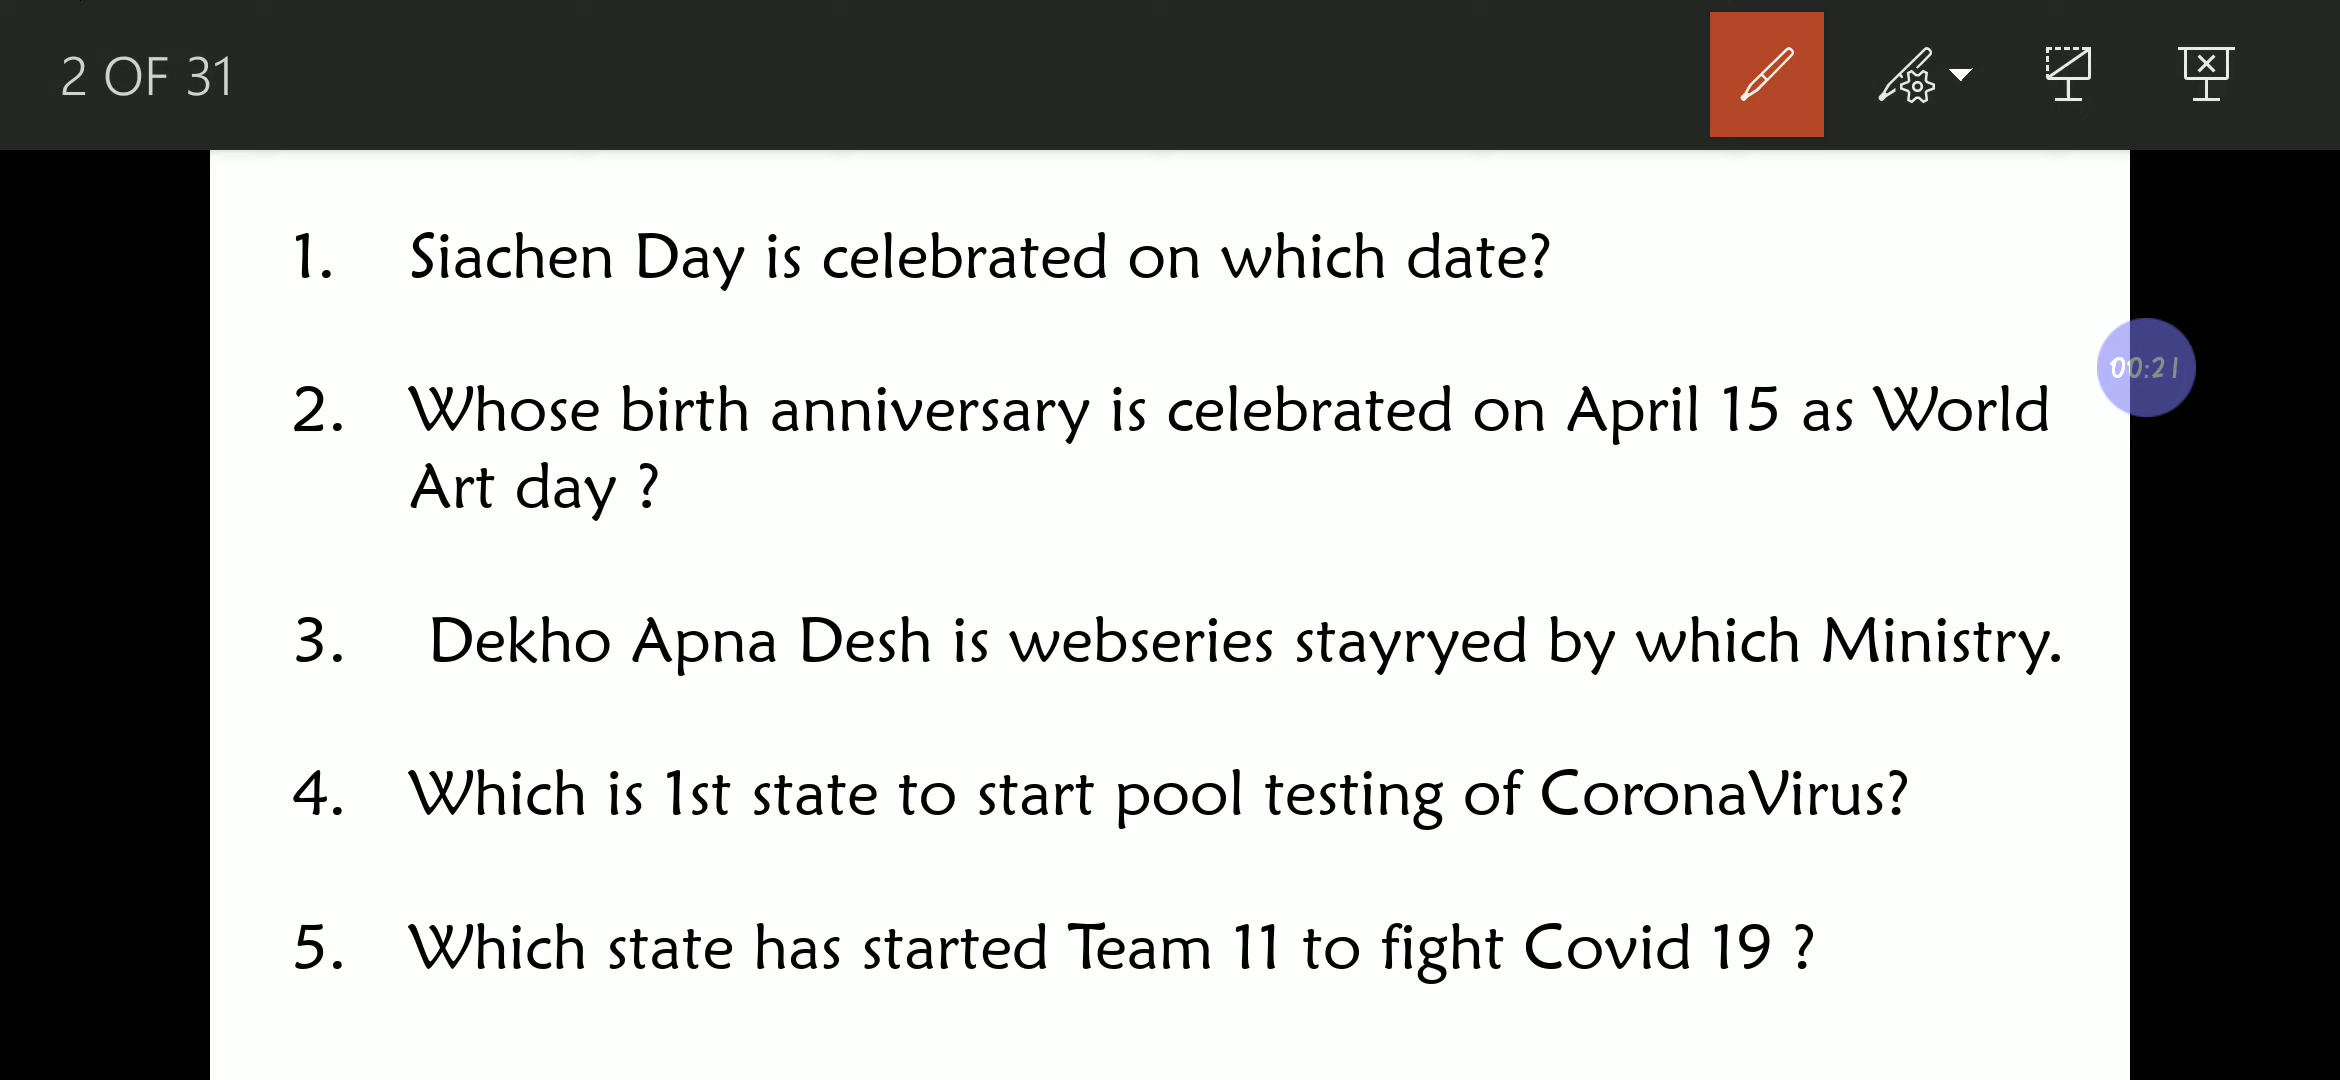 2 OF 31
1. Siachen Day is celebrated on which date?
00:21
2. Whose birth anniversary is celebrated on April 15 as World
Art day ?
3. Dekho Apna Desh is webseries stayryed by which Ministry.
4. Which is 1st state to start pool testing of CoronaVirus?
5. Which state has started Team 11 to fight Covid 19 ?